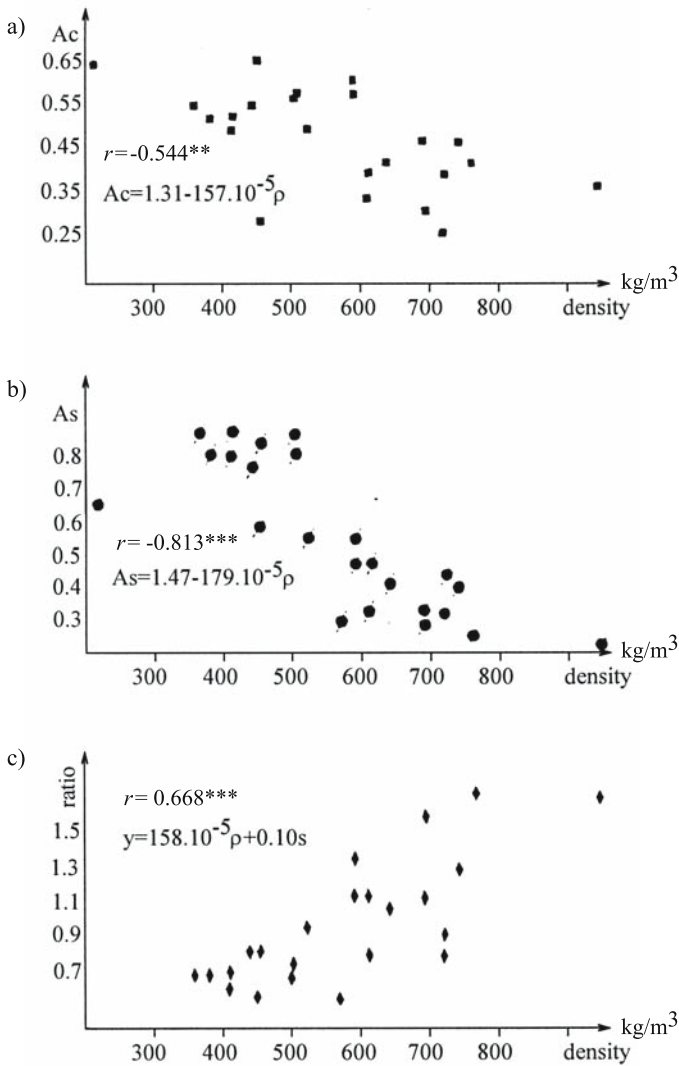 a)
Ac
0.65
0.55
0.45
0.35
0.25
r=-0.544**
Ac=1.31-157.10⁻⁵ρ
kg/m³
300 400 500 600 700 800 density
b)
As
0.8
0.7
0.6
0.5
0.4
0.3
r= -0.813***
As=1.47-179.10⁻⁵ρ
kg/m³
300 400 500 600 700 800 density
c)
ratio
1.5
1.3
1.1
0.9
0.7
r= 0.668***
y=158.10⁻⁵ρ+0.10s
kg/m³
300 400 500 600 700 800 density